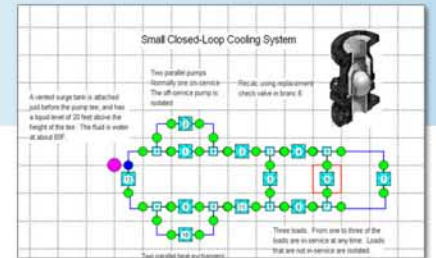 Small Closed-Loop Cooling System
Two parallel pumps
Normally one on-service
The off-service pump is
isolated
Recalc using replacement
check valve in branc 6
A vented surge tank is attached
just before the pump tee, and has
a liquid level of 20 feet above the
height of the tee. The fluid is water
at about 60F.
Three loads. From one to three of the
loads are in-service at any time. Loads
that are not in-service are isolated.
Two parallel heat exchangers